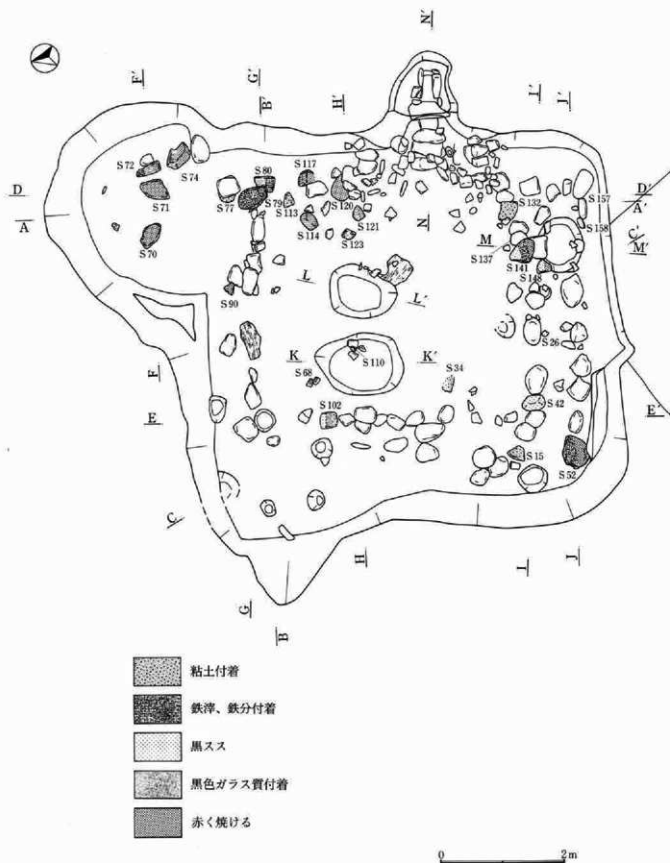 N'
F'
G'
B'
H'
I'
J'
S72
S74
S117
S80
S71
S77
S79
S113
S120
S132
S157
D
D'
A
A'
S114
S121
N
S158
S70
S123
M
C'
M'
S137
S141
S148
S90
L
L'
S26
F
K
S110
K'
S34
S68
E
S102
S42
E'
S15
S52
C
H
I
J
G
B
粘土付着
鉄滓、鉄分付着
黒スス
黒色ガラス質付着
赤く焼ける
0
2m